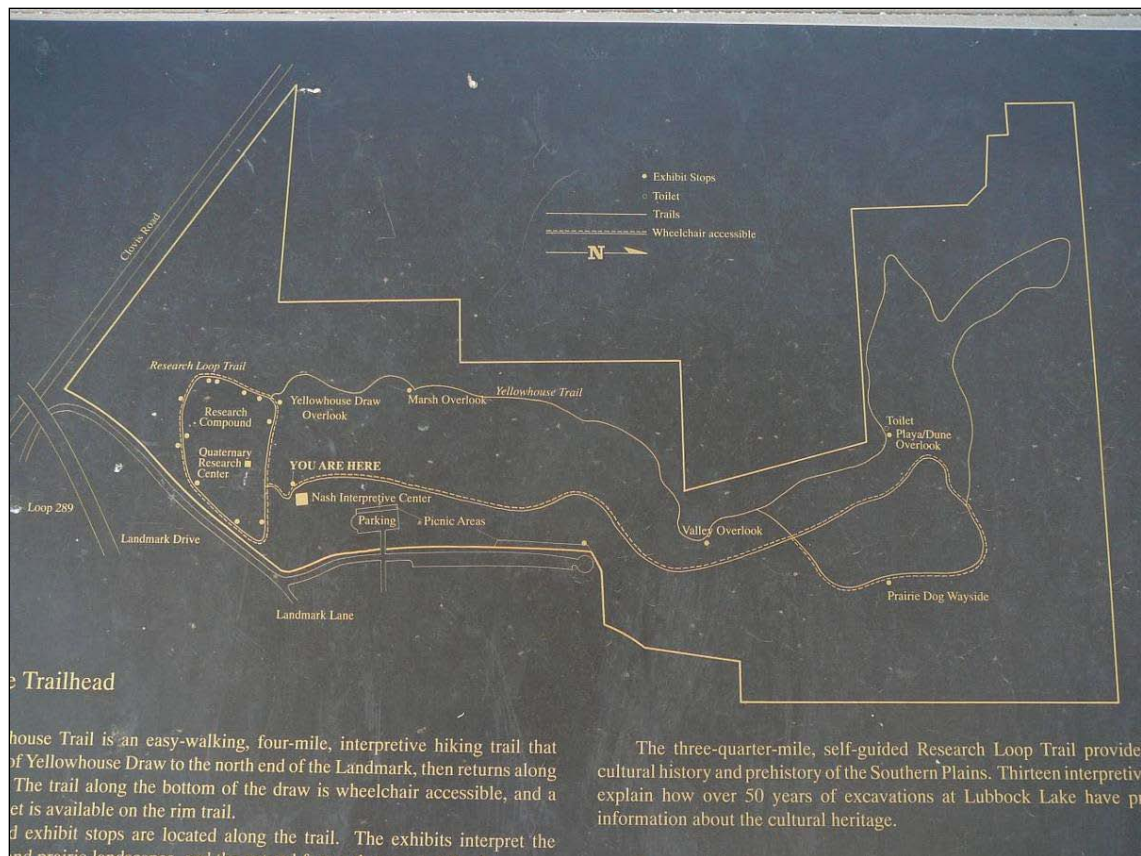 Exhibit Stops
Toilet
Trails
Wheelchair accessible
N
Clovis Road
Research Loop Trail
Research
Compound
Quaternary
Research
Center
Yellowhouse Draw
Overlook
Marsh Overlook
Yellowhouse Trail
YOU ARE HERE
Nash Interpretive Center
Parking
Picnic Areas
Toilet
Playa/Dune
Overlook
Valley Overlook
Prairie Dog Wayside
Loop 289
Landmark Drive
Landmark Lane
e Trailhead
house Trail is an easy-walking, four-mile, interpretive hiking trail that
of Yellowhouse Draw to the north end of the Landmark, then returns along
The trail along the bottom of the draw is wheelchair accessible, and a
et is available on the rim trail.
d exhibit stops are located along the trail. The exhibits interpret the
The three-quarter-mile, self-guided Research Loop Trail provide
cultural history and prehistory of the Southern Plains. Thirteen interpretiv
explain how over 50 years of excavations at Lubbock Lake have pr
information about the cultural heritage.